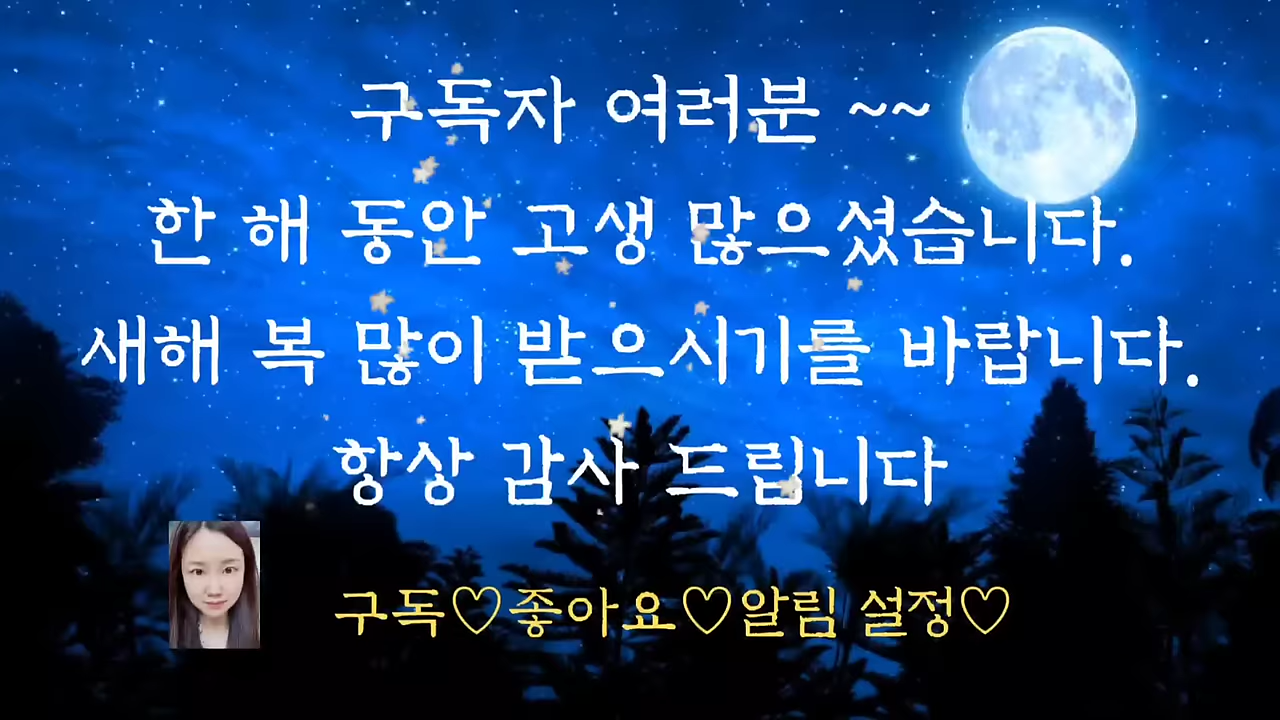 구독자 여러분 ~~
한 해 동안 고생 많으셨습니다.
새해 복 많이 받으시기를 바랍니다.
항상 감사 드립니다
구독♡좋아요♡알림 설정♡